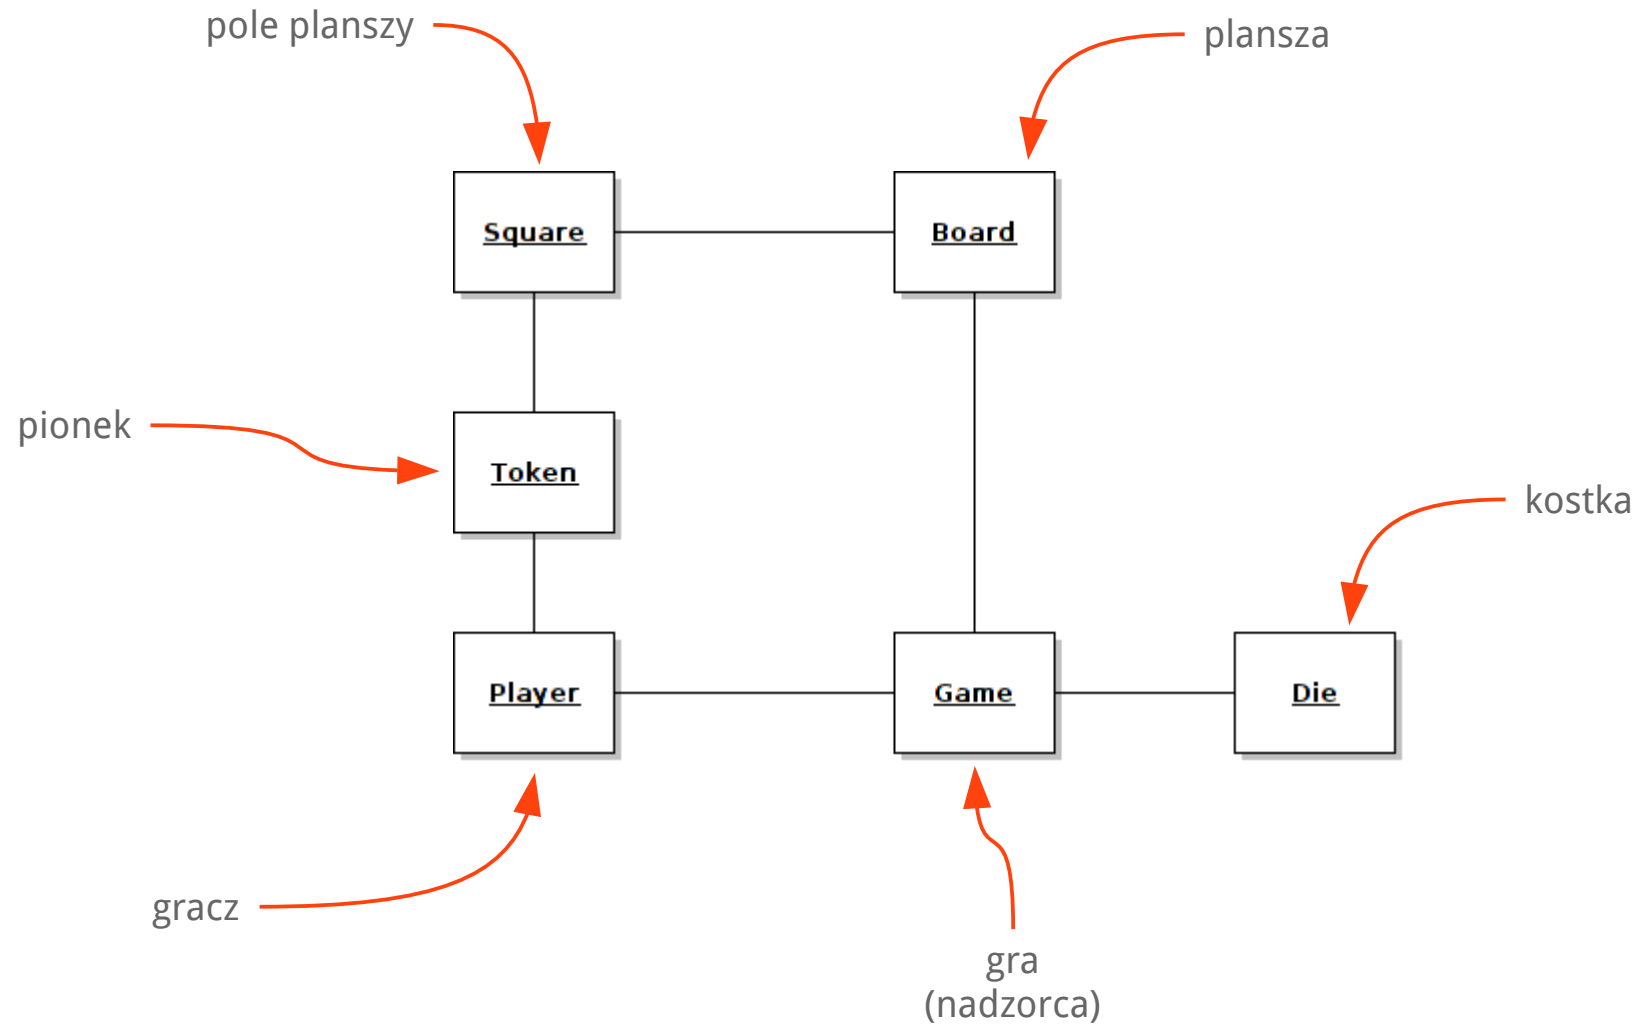 pole planszy
plansza
Square
Board
pionek
Token
kostka
Player
Game
Die
gracz
gra
(nadzorca)